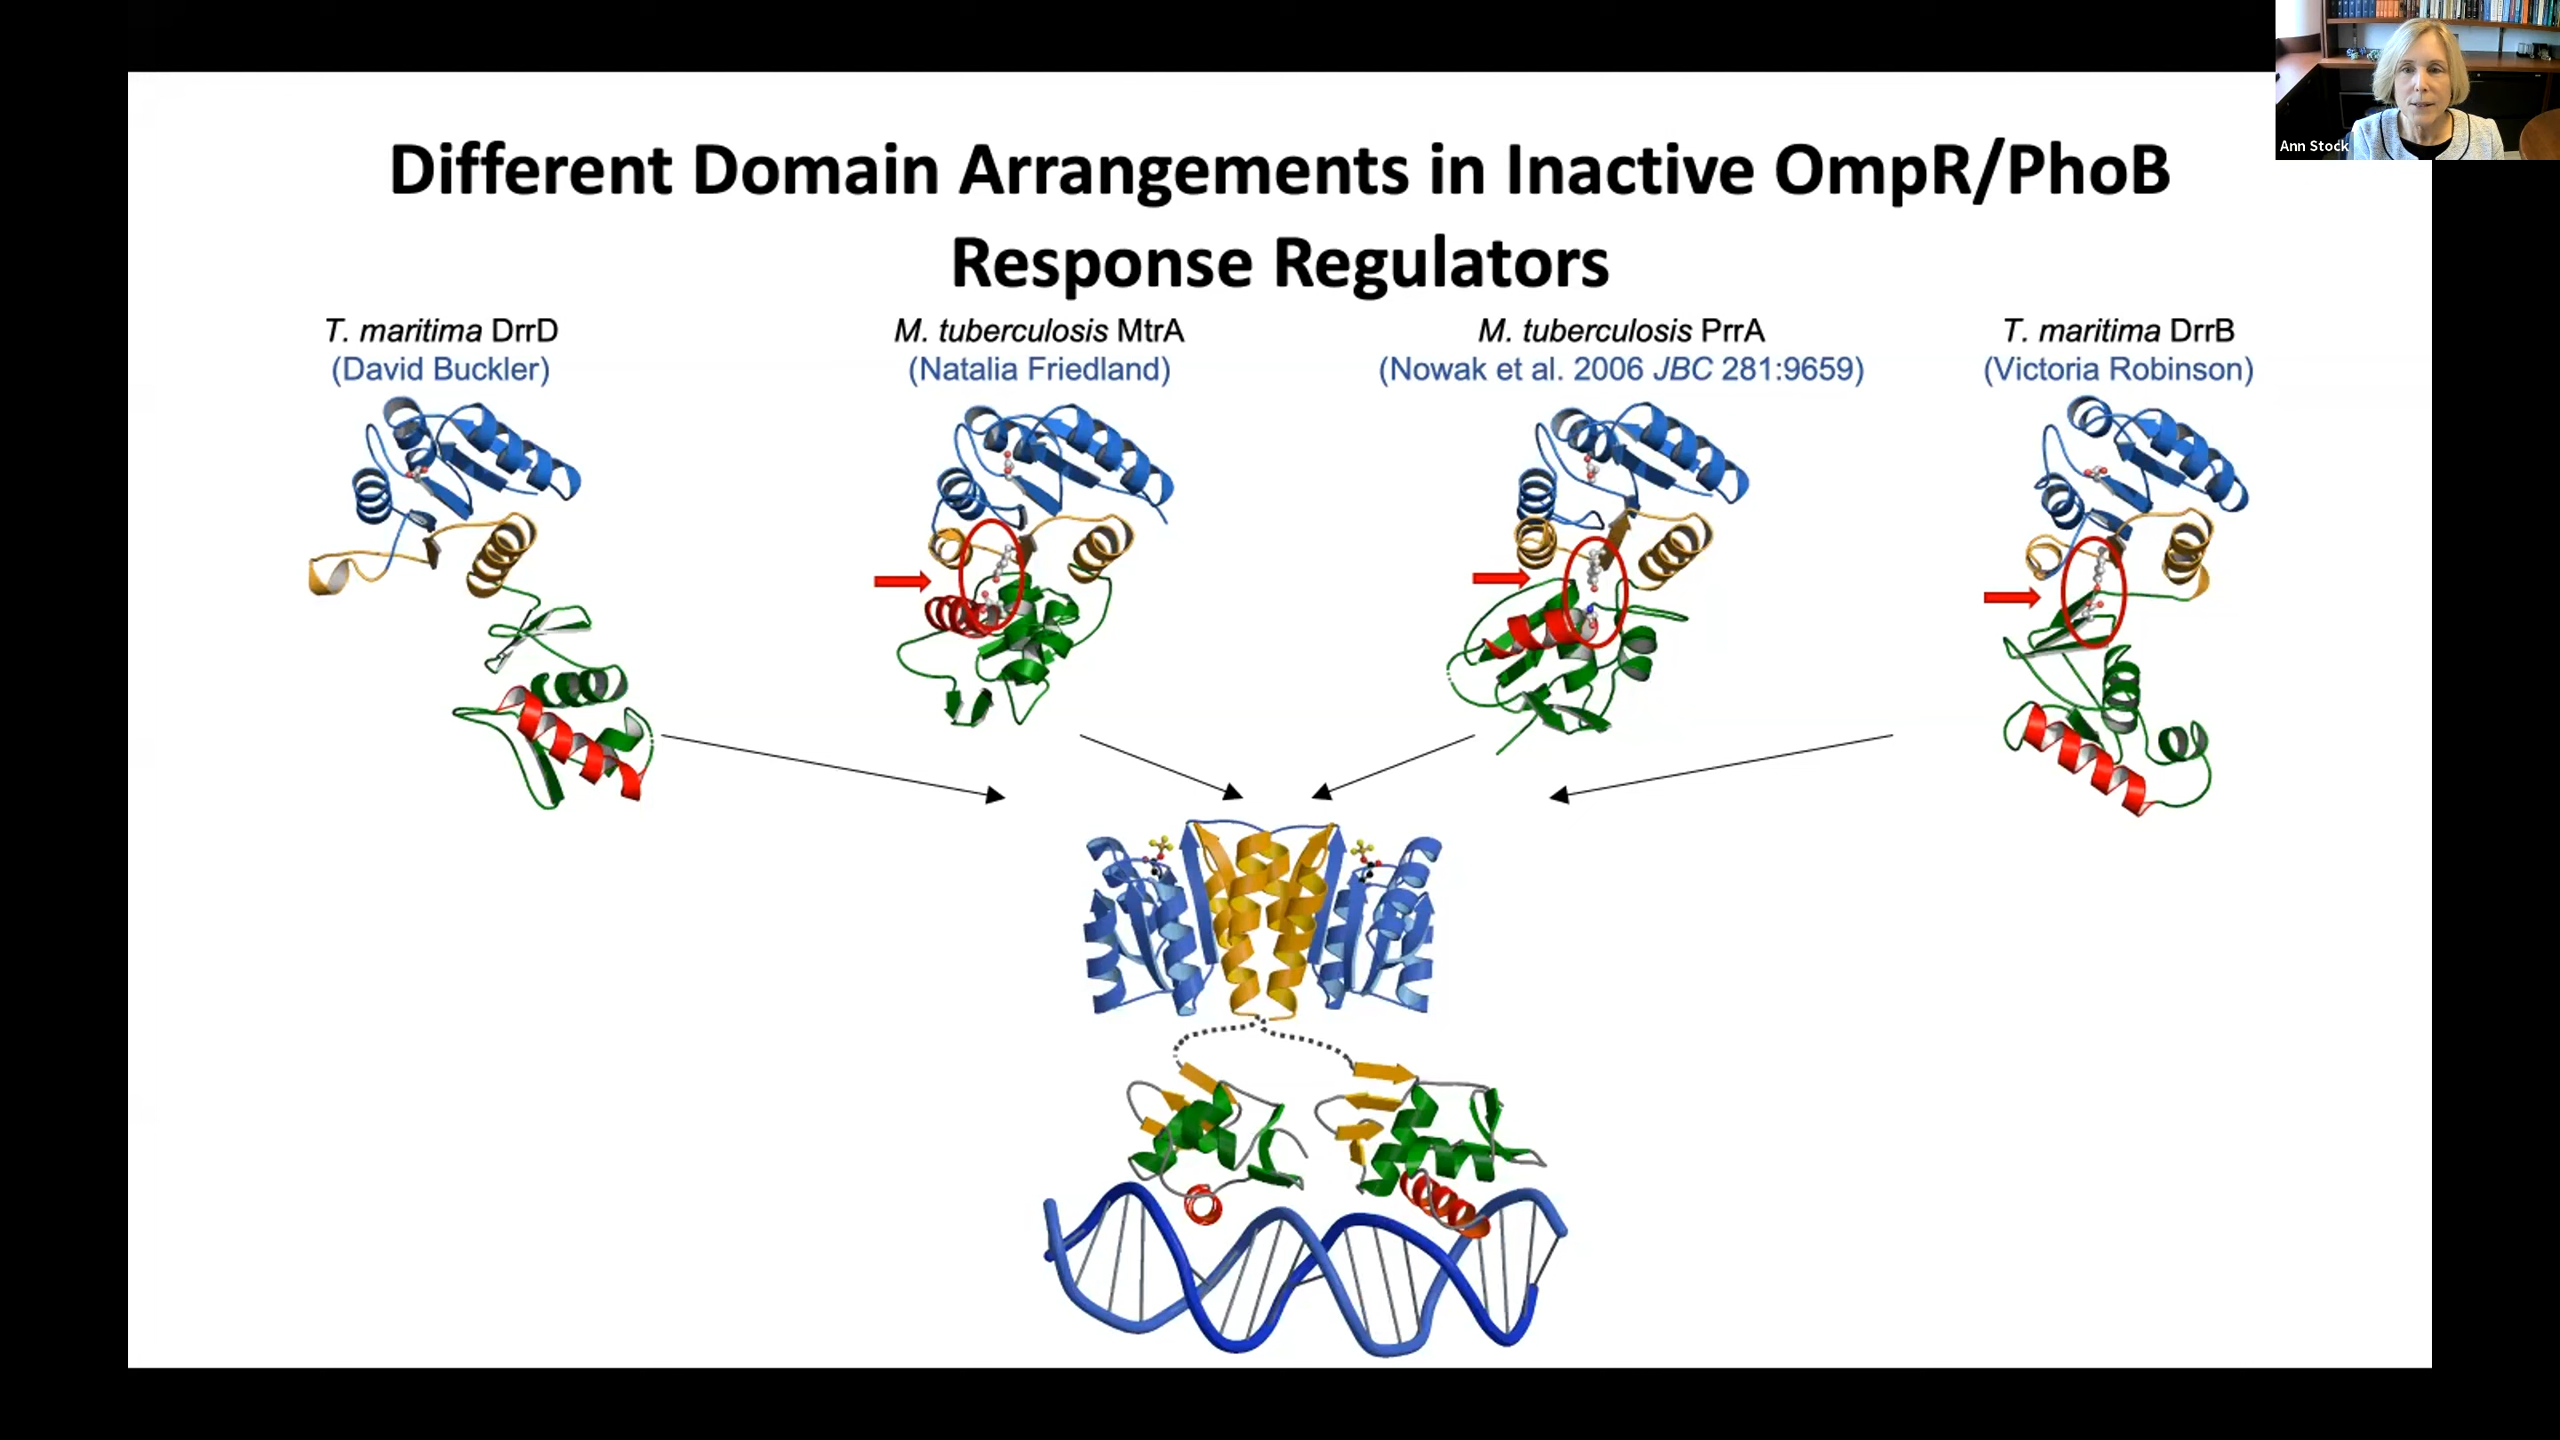 Different Domain Arrangements in Inactive OmpR/PhoB
Response Regulators
T. maritima DrrD
(David Buckler)
M. tuberculosis MtrA
(Natalia Friedland)
M. tuberculosis PrrA
(Nowak et al. 2006 JBC 281:9659)
T. maritima DrrB
(Victoria Robinson)
Ann Stock